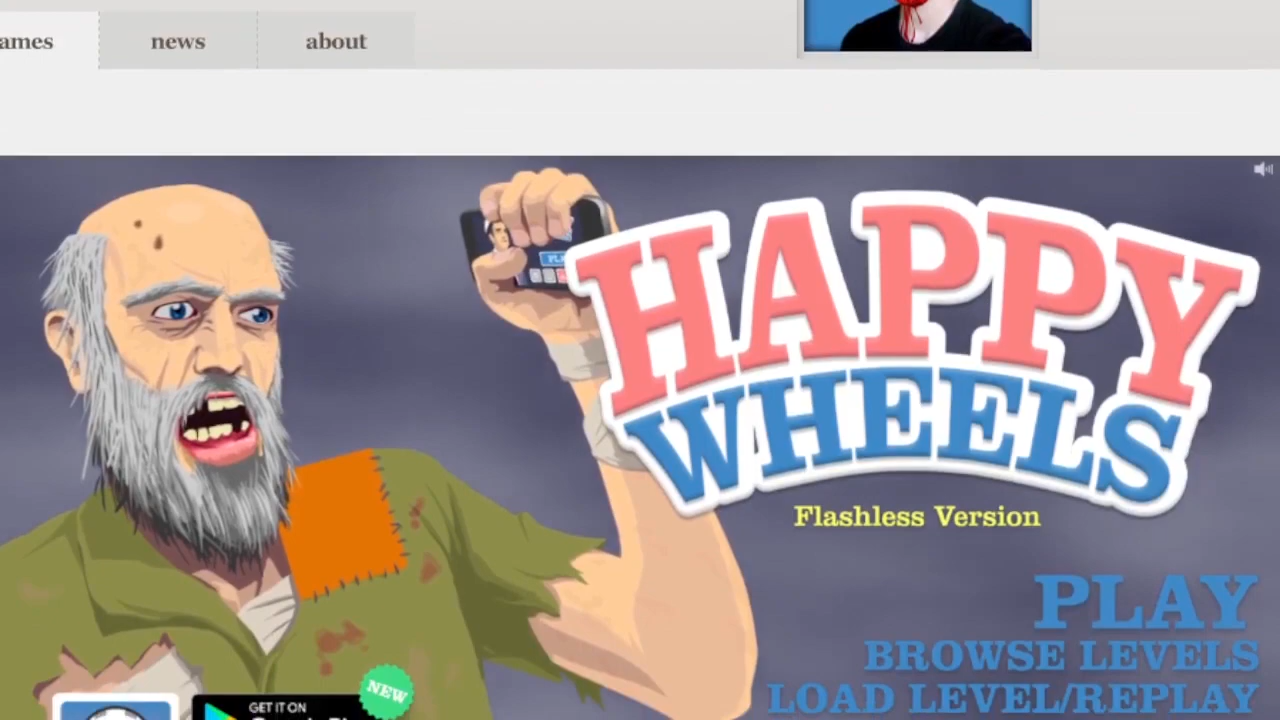 ames
news
about
HAPPY
WHEELS
Flashless Version
PLAY
BROWSE LEVELS
LOAD LEVEL/REPLAY
NEW
GET IT ON